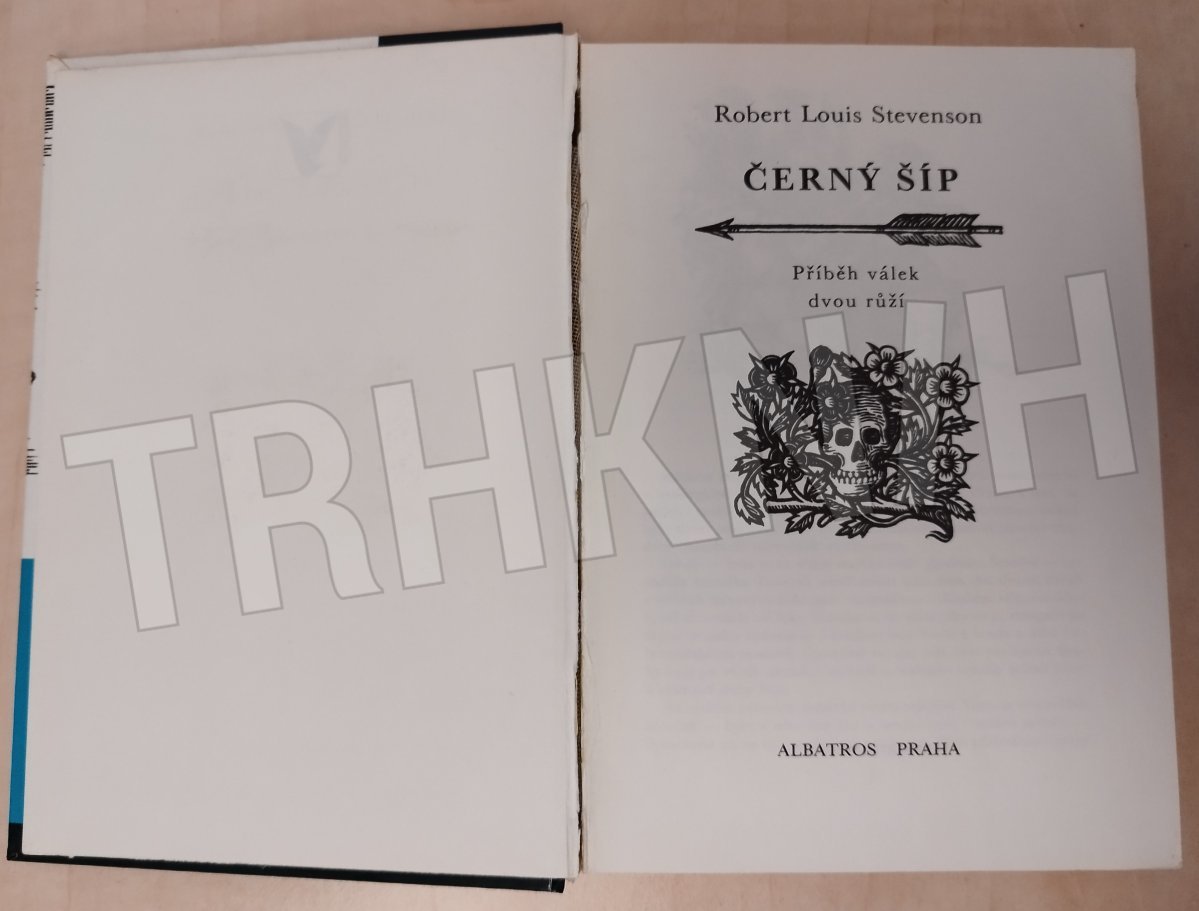 Robert Louis Stevenson
ČERNÝ ŠÍP
Příběh válek
dvou růží
TRHKNIH
ALBATROS PRAHA